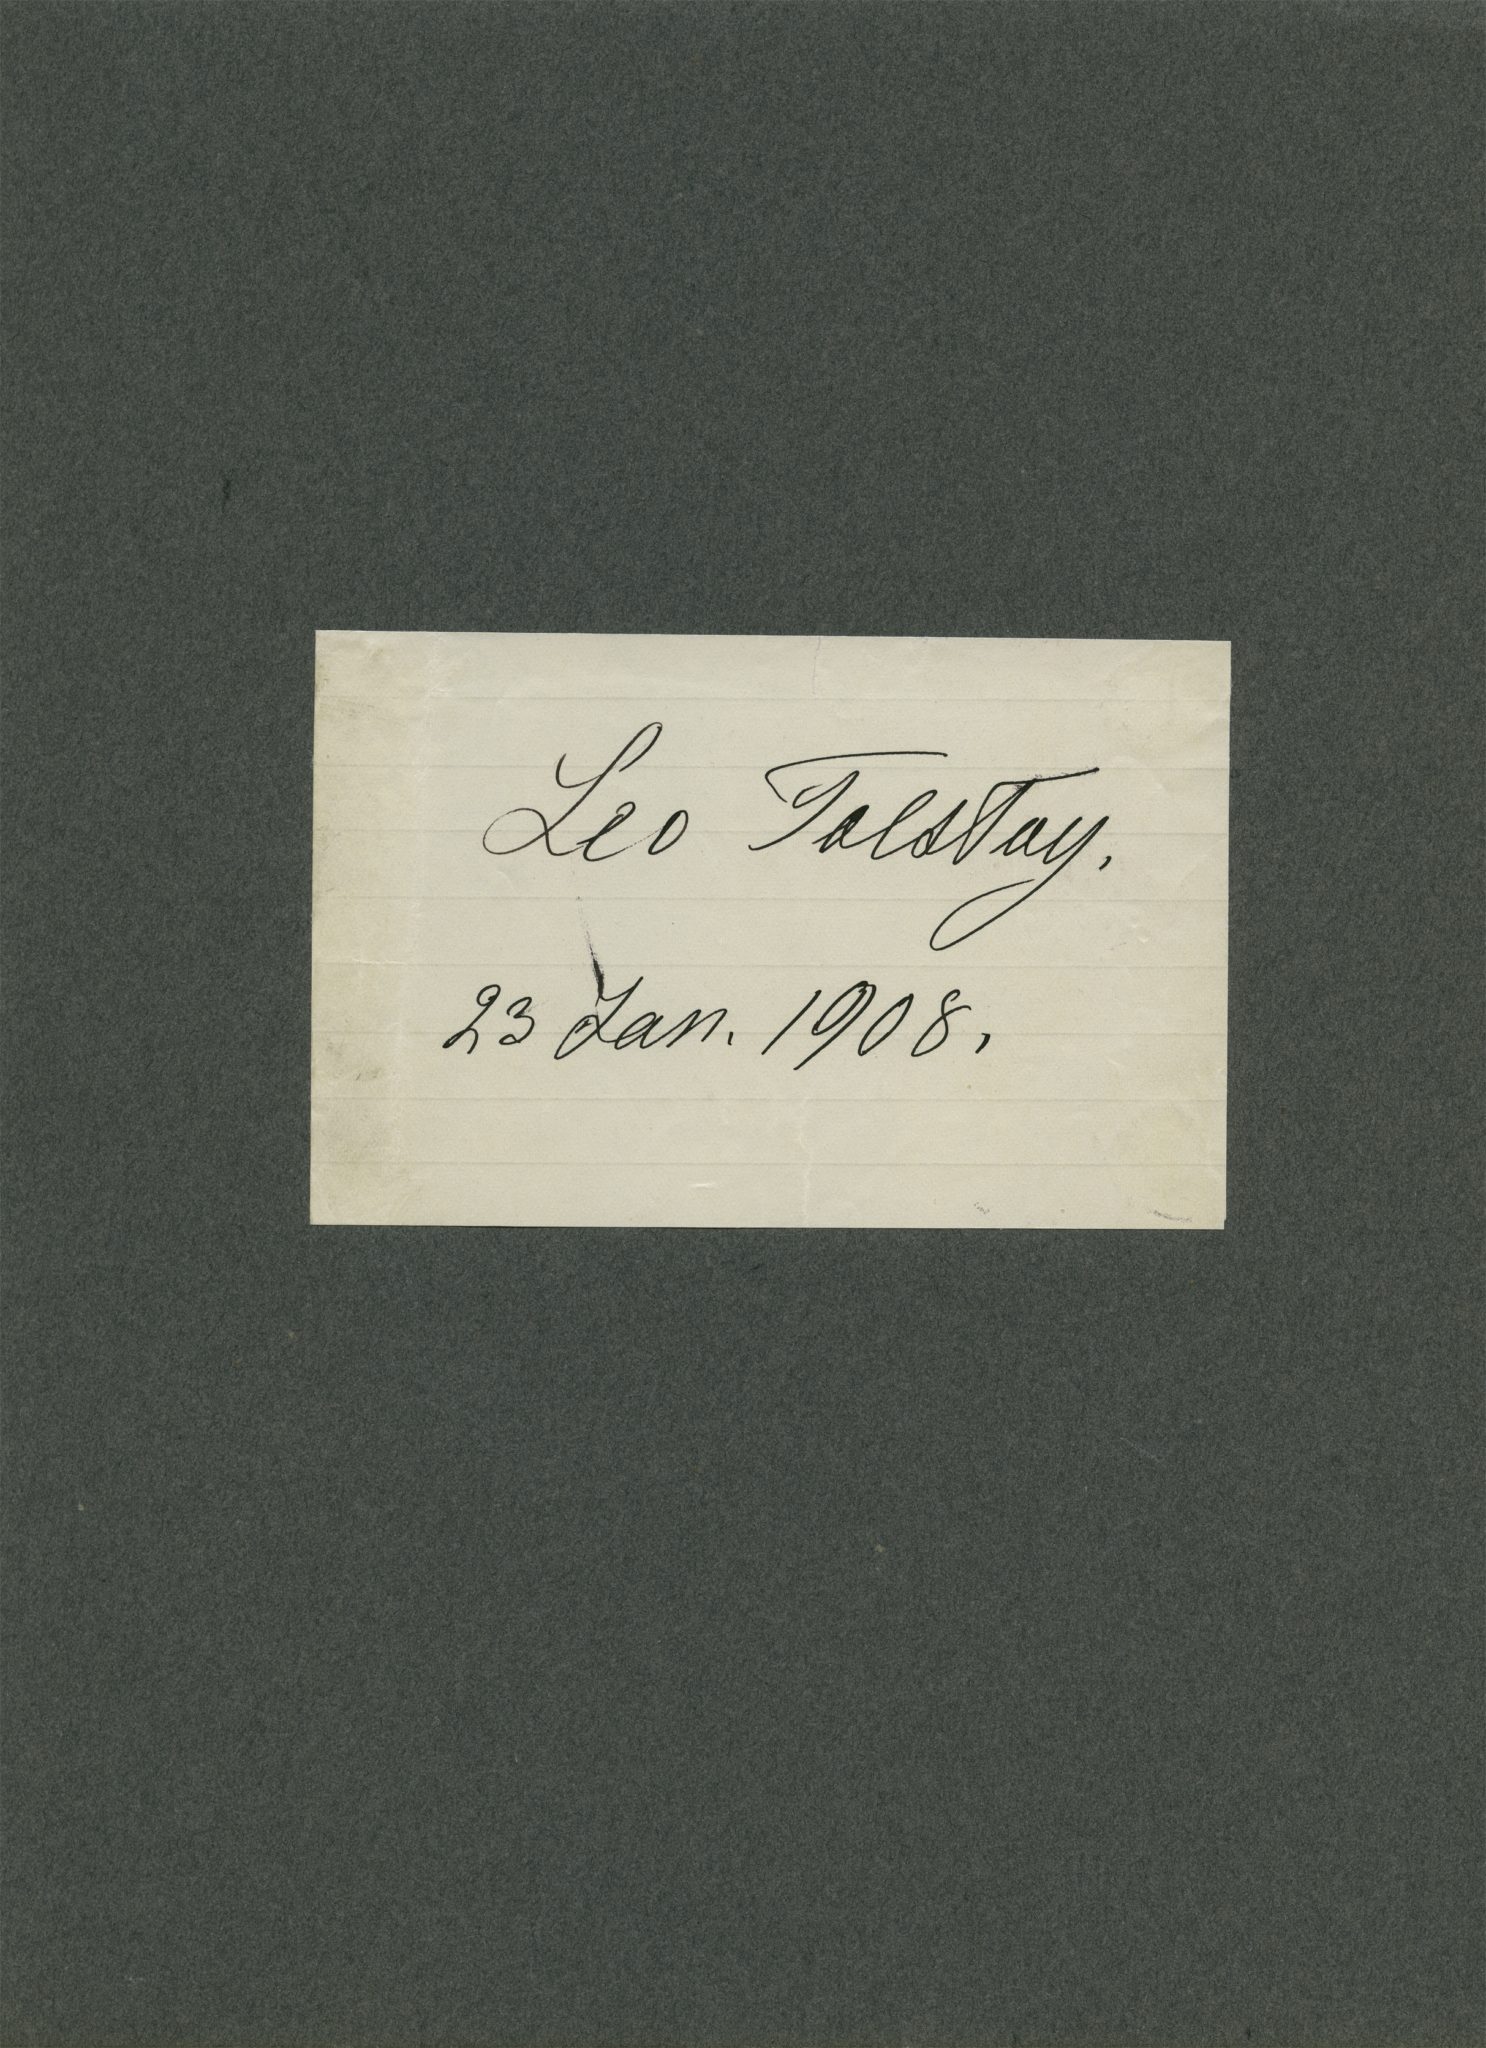 Leo Tolstoy.
23 Jan. 1908.